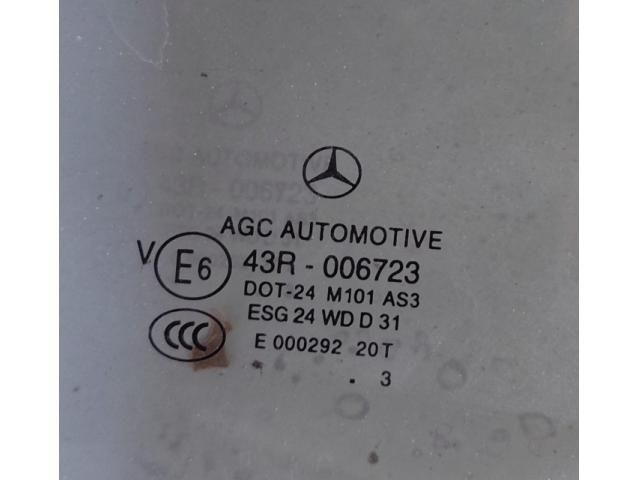 AGC AUTOMOTIVE
V E6 43R - 006723
DOT-24 M101 AS3
ESG 24 WD D 31
CCC E 000292 20T
. 3